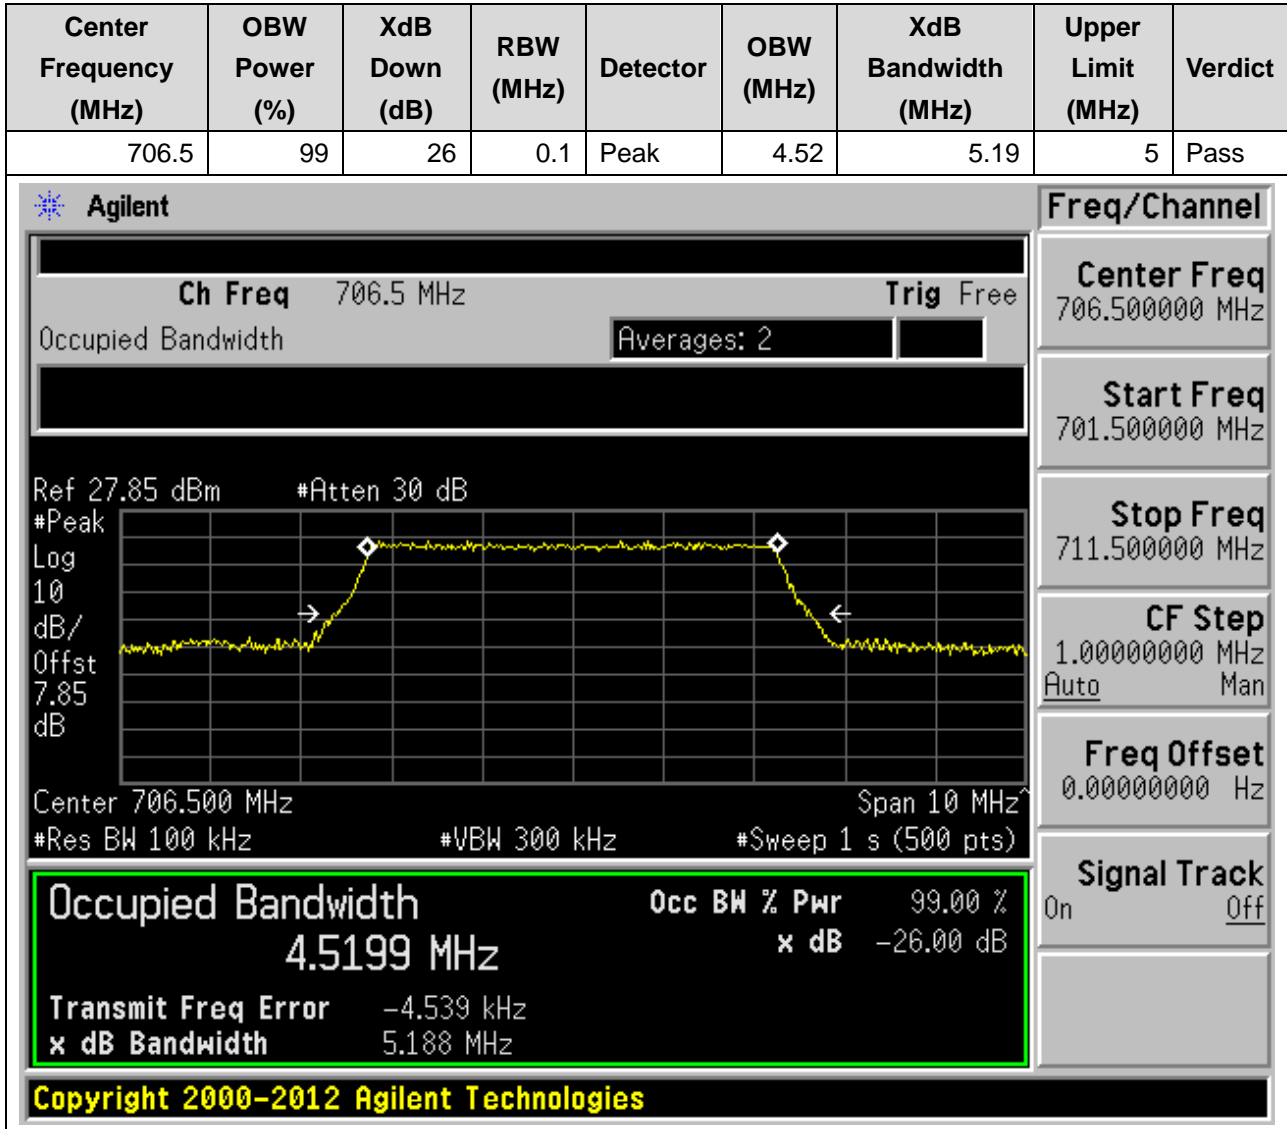 Center Frequency (MHz) OBW Power (%) XdB Down (dB) RBW (MHz) Detector OBW (MHz) XdB Bandwidth (MHz) Upper Limit (MHz) Verdict
706.5 99 26 0.1 Peak 4.52 5.19 5 Pass
Agilent
Freq/Channel
Ch Freq 706.5 MHz Trig Free
Occupied Bandwidth Averages: 2
Center Freq
706.500000 MHz
Start Freq
701.500000 MHz
Stop Freq
711.500000 MHz
CF Step
1.00000000 MHz
Auto Man
Freq Offset
0.00000000 Hz
Signal Track
On Off
Ref 27.85 dBm #Atten 30 dB
#Peak
Log
10
dB/
Offst
7.85
dB
Center 706.500 MHz Span 10 MHz^
#Res BW 100 kHz #VBW 300 kHz #Sweep 1 s (500 pts)
Occupied Bandwidth Occ BW % Pwr 99.00 %
4.5199 MHz x dB -26.00 dB
Transmit Freq Error -4.539 kHz
x dB Bandwidth 5.188 MHz
Copyright 2000-2012 Agilent Technologies